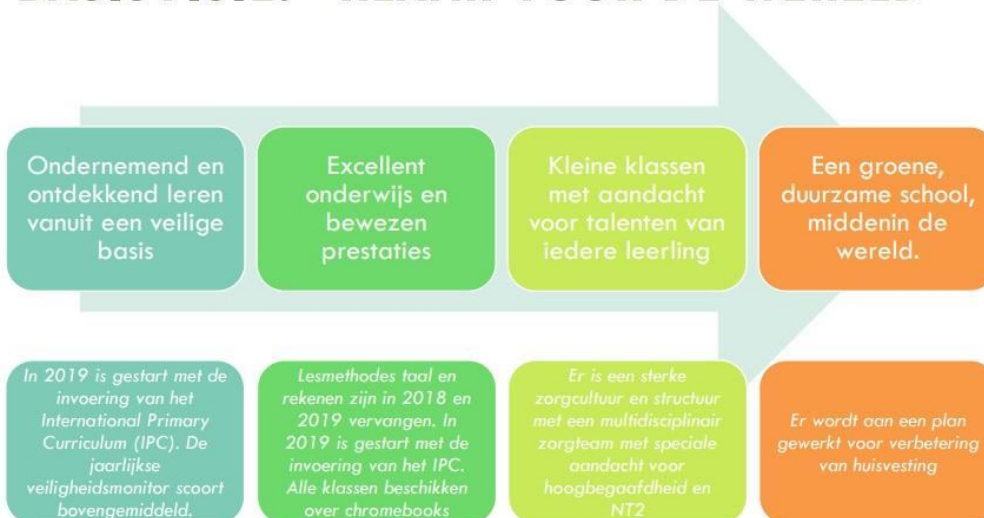 Ondernemend en
ontdekkend leren
vanuit een veilige
basis
Excellent
onderwijs en
bewezen
prestaties
Kleine klassen
met aandacht
voor talenten van
iedere leerling
Een groene,
duurzame school,
middenin de
wereld.
In 2019 is gestart met de
invoering van het
International Primary
Curriculum (IPC). De
jaarlijkse
veiligheidsmonitor scoort
bovengemiddeld.
Lesmethodes taal en
rekenen zijn in 2018 en
2019 vervangen. In
2019 is gestart met de
invoering van het IPC.
Alle klassen beschikken
over chromebooks
Er is een sterke
zorgcultuur en structuur
met een multidisciplinair
zorgteam met speciale
aandacht voor
hoogbegaafdheid en
NT2
Er wordt aan een plan
gewerkt voor verbetering
van huisvesting